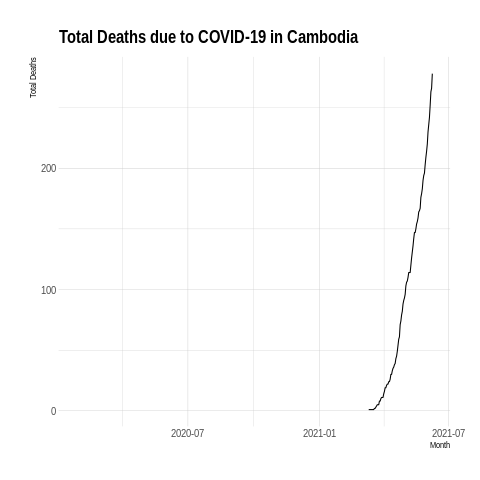 Total Deaths due to COVID-19 in Cambodia
Total Deaths
200
100
0
2020-07
2021-01
2021-07
Month